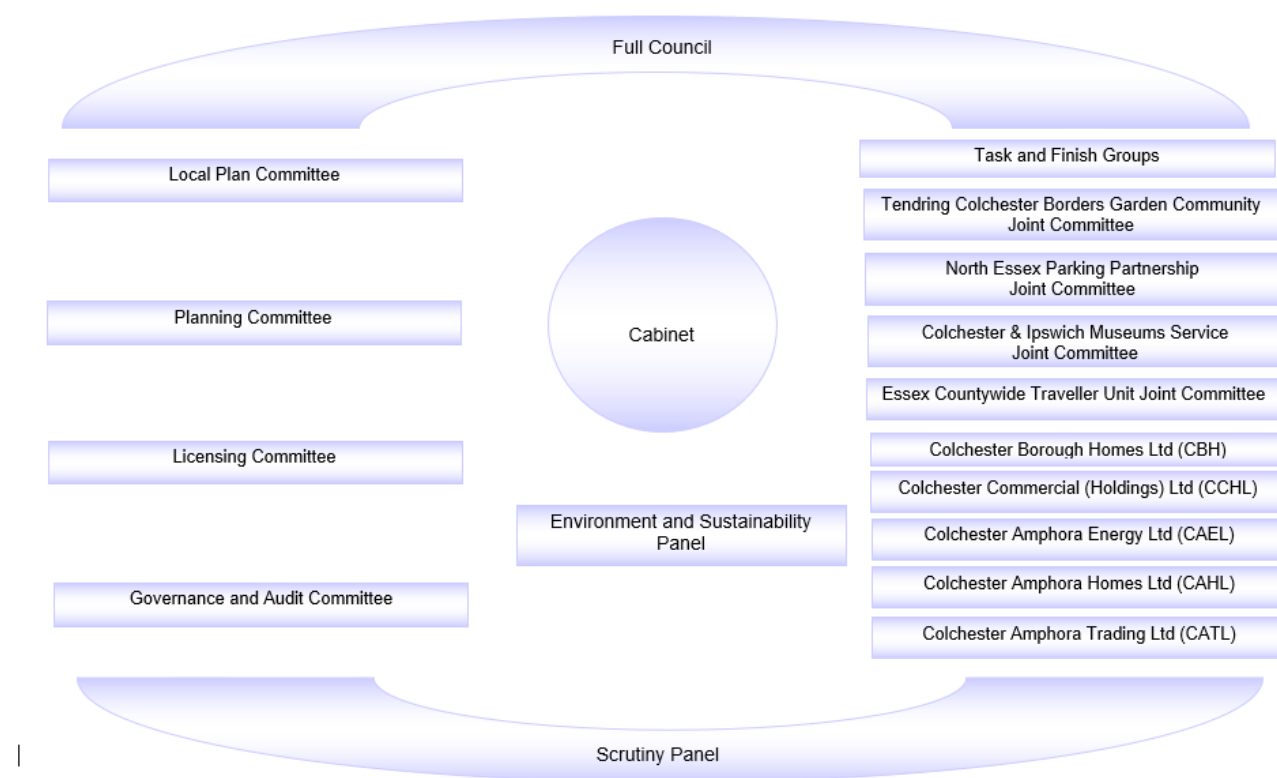 Full Council
Local Plan Committee
Planning Committee
Licensing Committee
Governance and Audit Committee
Cabinet
Environment and Sustainability
Panel
Task and Finish Groups
Tendring Colchester Borders Garden Community
Joint Committee
North Essex Parking Partnership
Joint Committee
Colchester & Ipswich Museums Service
Joint Committee
Essex Countywide Traveller Unit Joint Committee
Colchester Borough Homes Ltd (CBH)
Colchester Commercial (Holdings) Ltd (CCHL)
Colchester Amphora Energy Ltd (CAEL)
Colchester Amphora Homes Ltd (CAHL)
Colchester Amphora Trading Ltd (CATL)
Scrutiny Panel